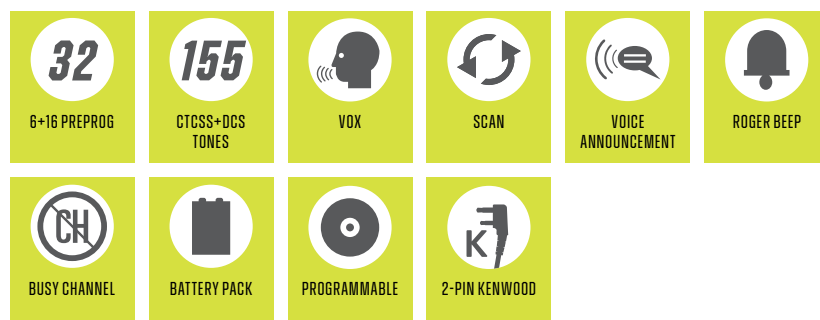 32
6+16 PREPROG
155
CTCSS+DCS
TONES
VOX
SCAN
VOICE
ANNOUNCEMENT
ROGER BEEP
CH
BUSY CHANNEL
BATTERY PACK
PROGRAMMABLE
K
2-PIN KENWOOD